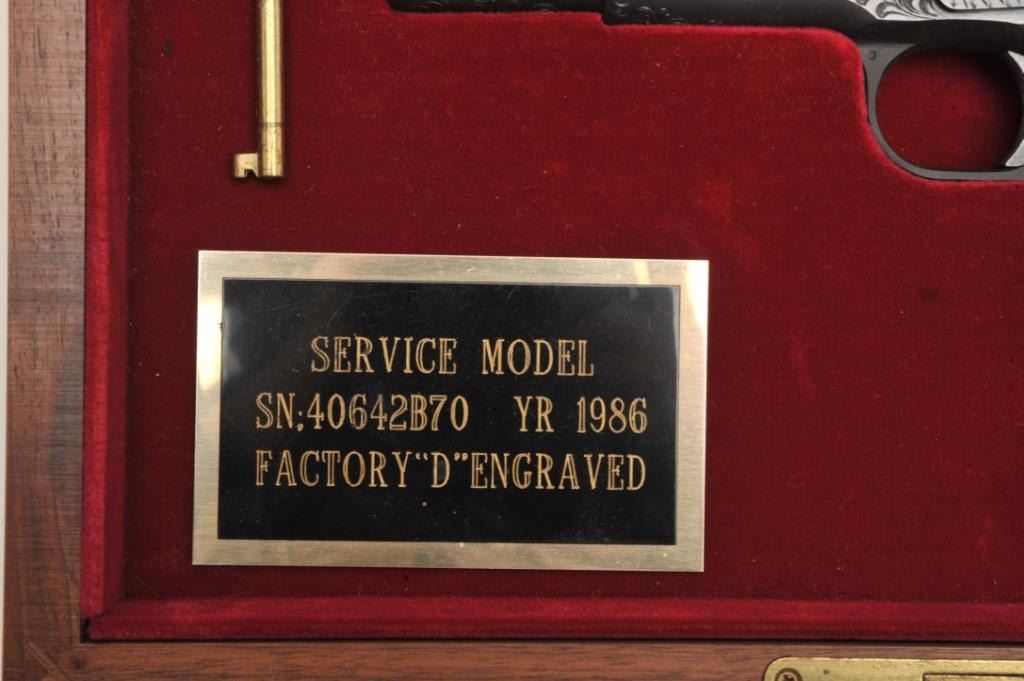 SERVICE MODEL
SN:40642B70 YR 1986
FACTORY“D”ENGRAVED